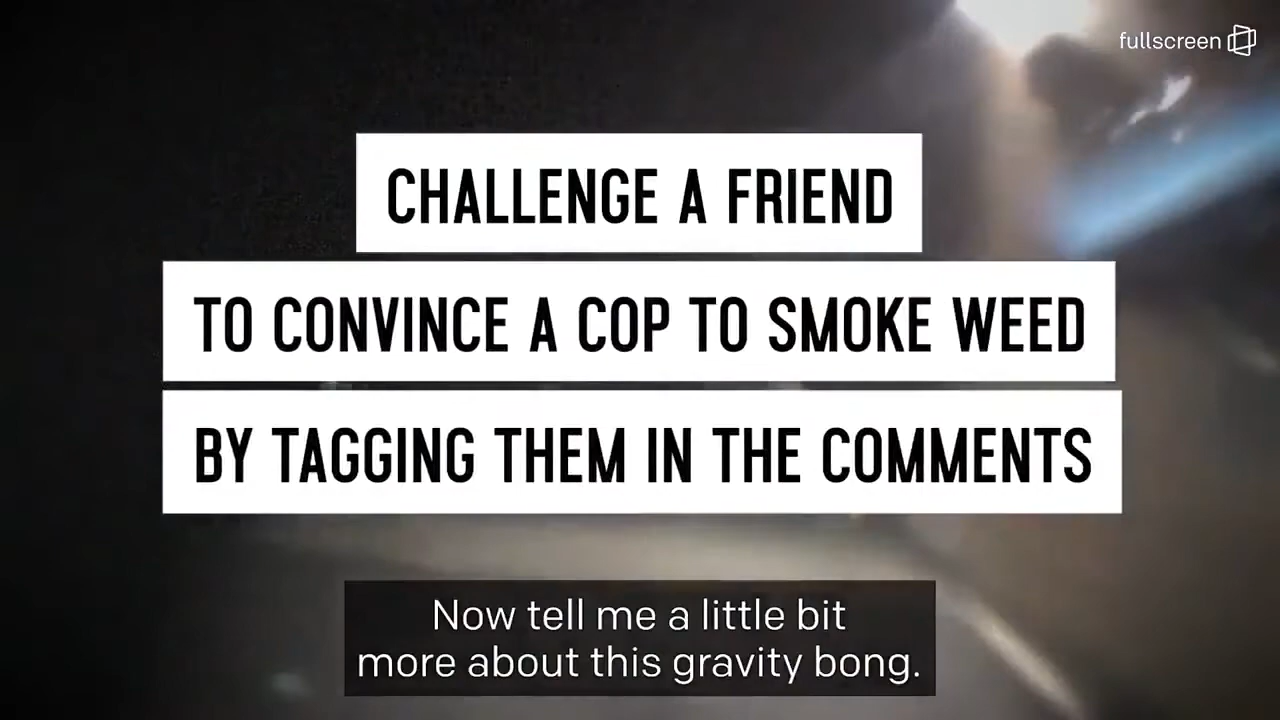 fullscreen
CHALLENGE A FRIEND
TO CONVINCE A COP TO SMOKE WEED
BY TAGGING THEM IN THE COMMENTS
Now tell me a little bit
more about this gravity bong.